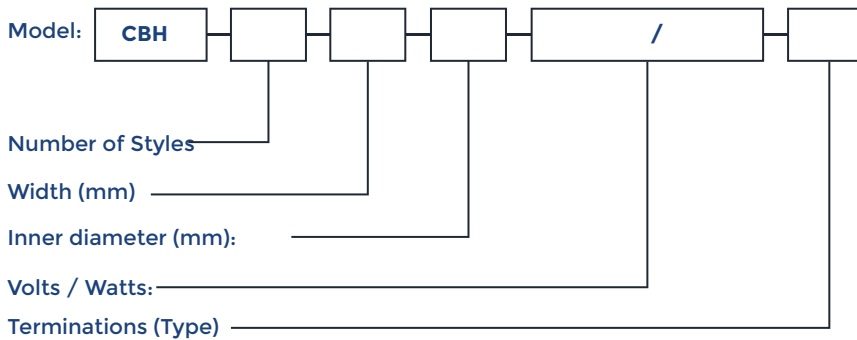 Model: CBH /
Number of Styles
Width (mm)
Inner diameter (mm):
Volts / Watts:
Terminations (Type)